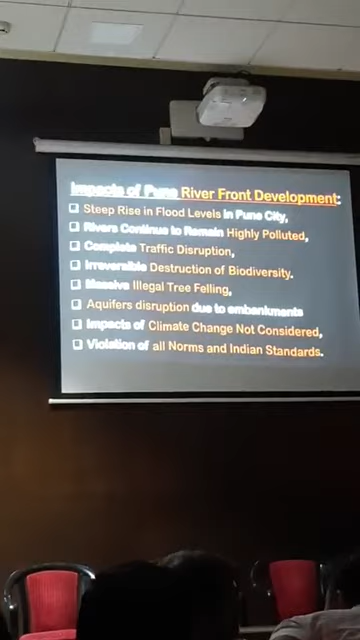 Impacts of Pune River Front Development:
❑ Steep Rise in Flood Levels in Pune City,
❑ Rivers Continue to Remain Highly Polluted,
❑ Complete Traffic Disruption,
❑ Irreversible Destruction of Biodiversity.
❑ Massive Illegal Tree Felling,
❑ Aquifers disruption due to embankments
❑ Impacts of Climate Change Not Considered,
❑ Violation of all Norms and Indian Standards.